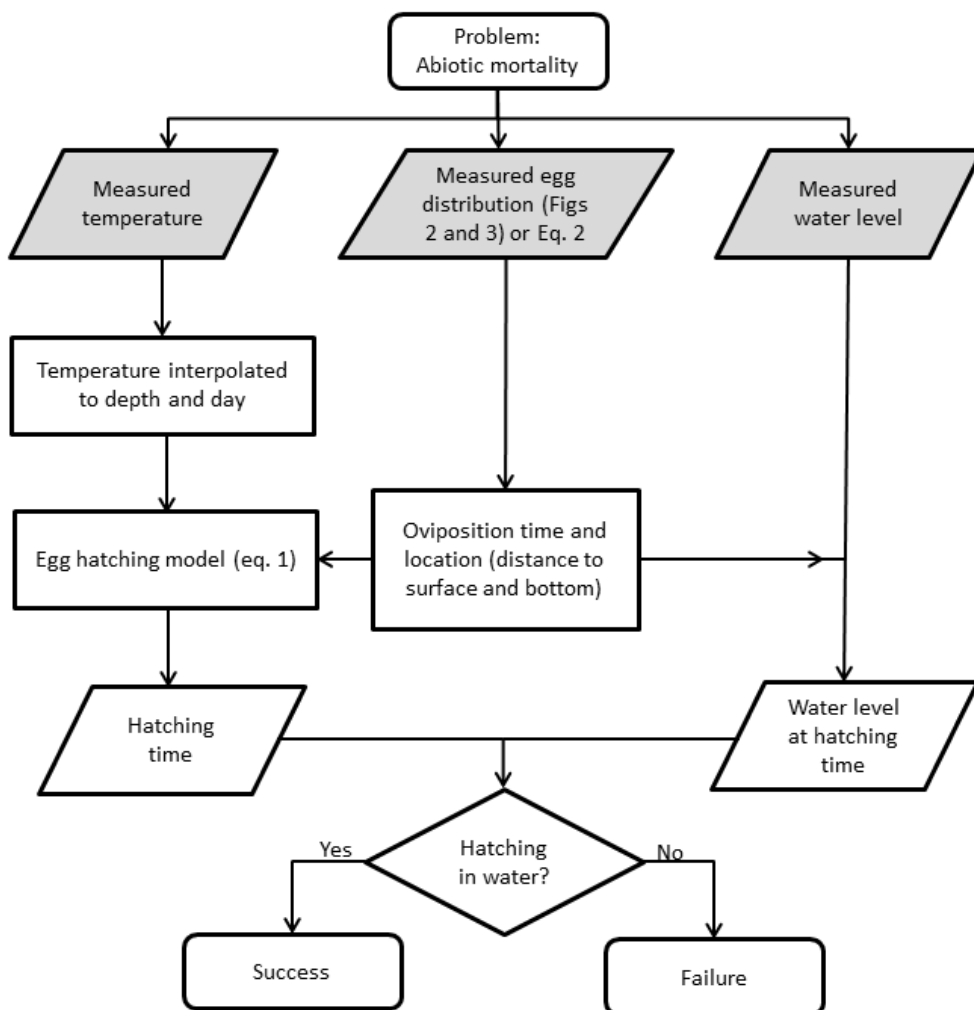 Problem:
Abiotic mortality
Measured
temperature
Measured egg
distribution (Figs
2 and 3) or Eq. 2
Measured
water level
Temperature interpolated
to depth and day
Egg hatching model (eq. 1)
Oviposition time and
location (distance to
surface and bottom)
Hatching
time
Water level
at hatching
time
Yes
Hatching
in water?
No
Success
Failure